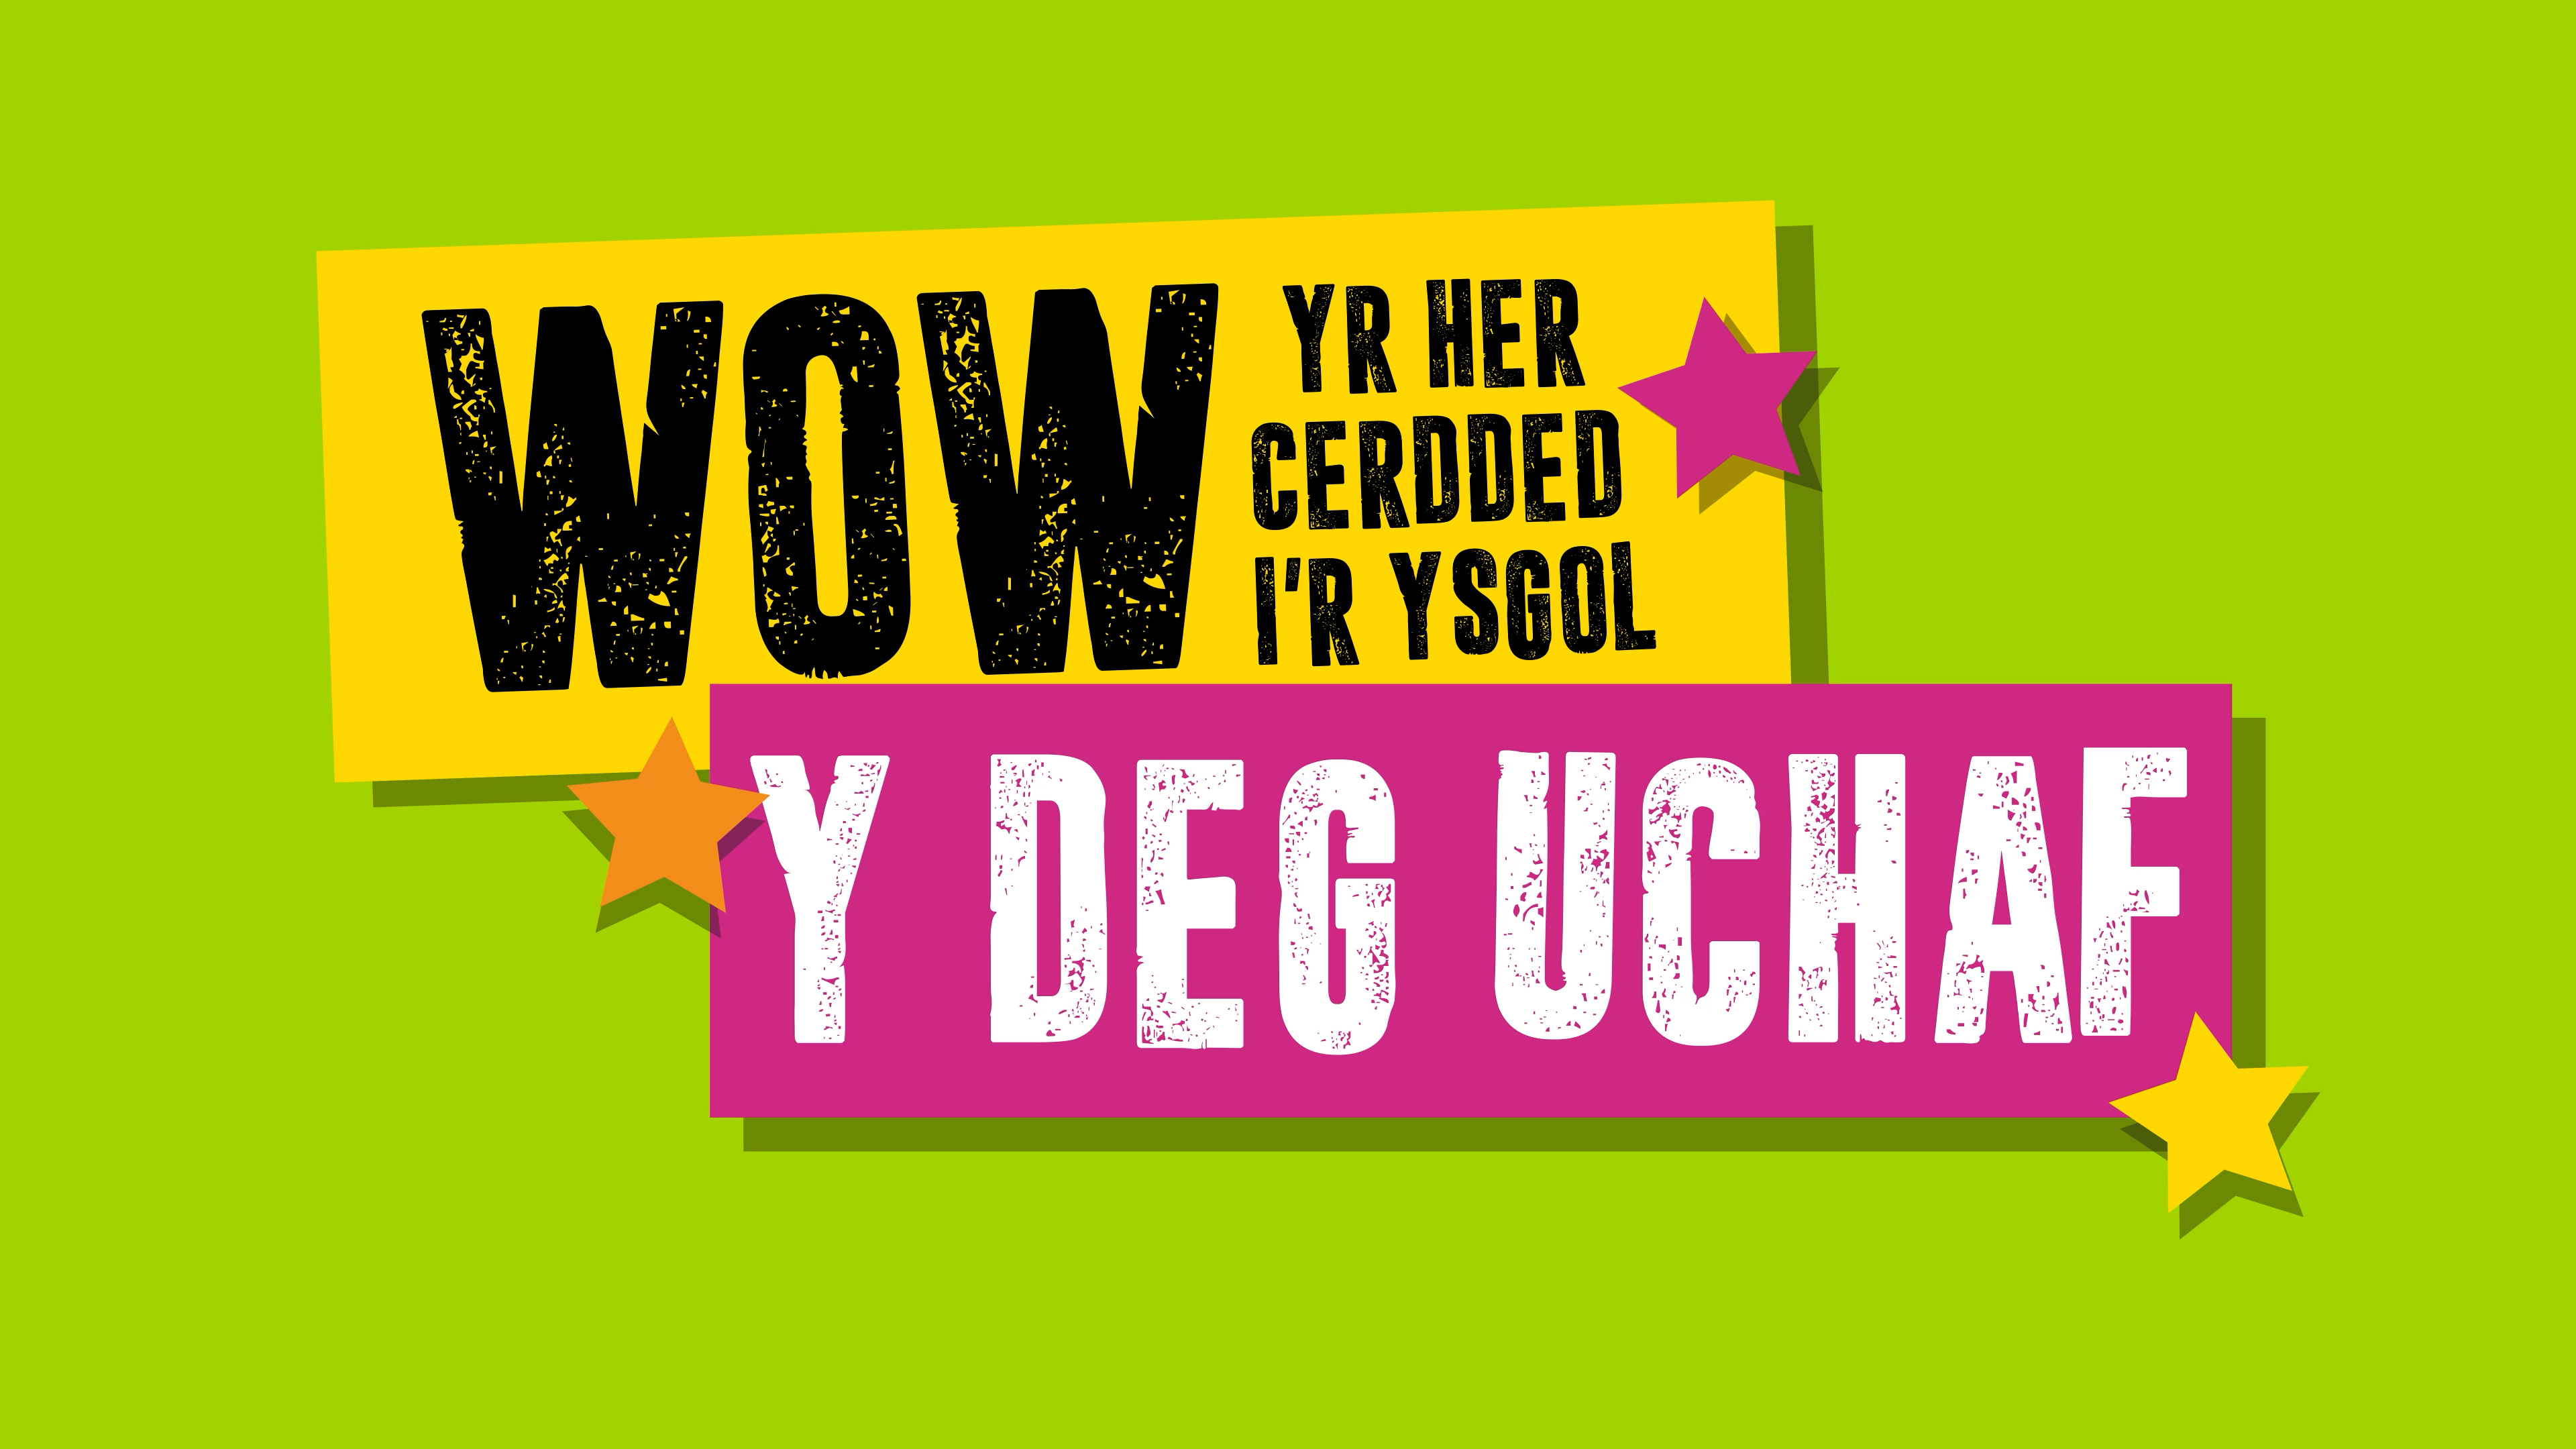 WOW
YR HER
CERDDED
I'R YSGOL
Y DEG UCHAF